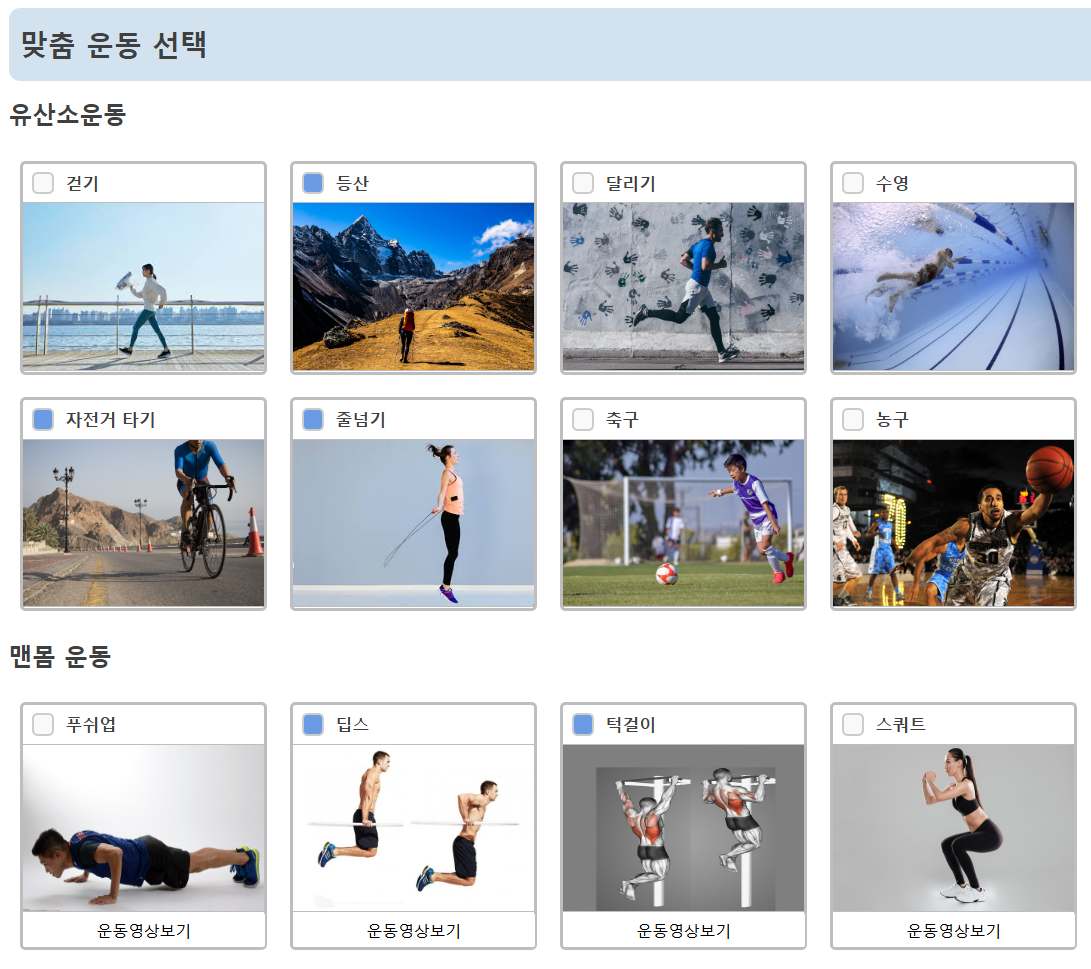 맞춤 운동 선택
유산소운동
걷기 등산 달리기 수영
자전거 타기 줄넘기 축구 농구
맨몸 운동
푸쉬업 딥스 턱걸이 스쿼트
운동영상보기 운동영상보기 운동영상보기 운동영상보기